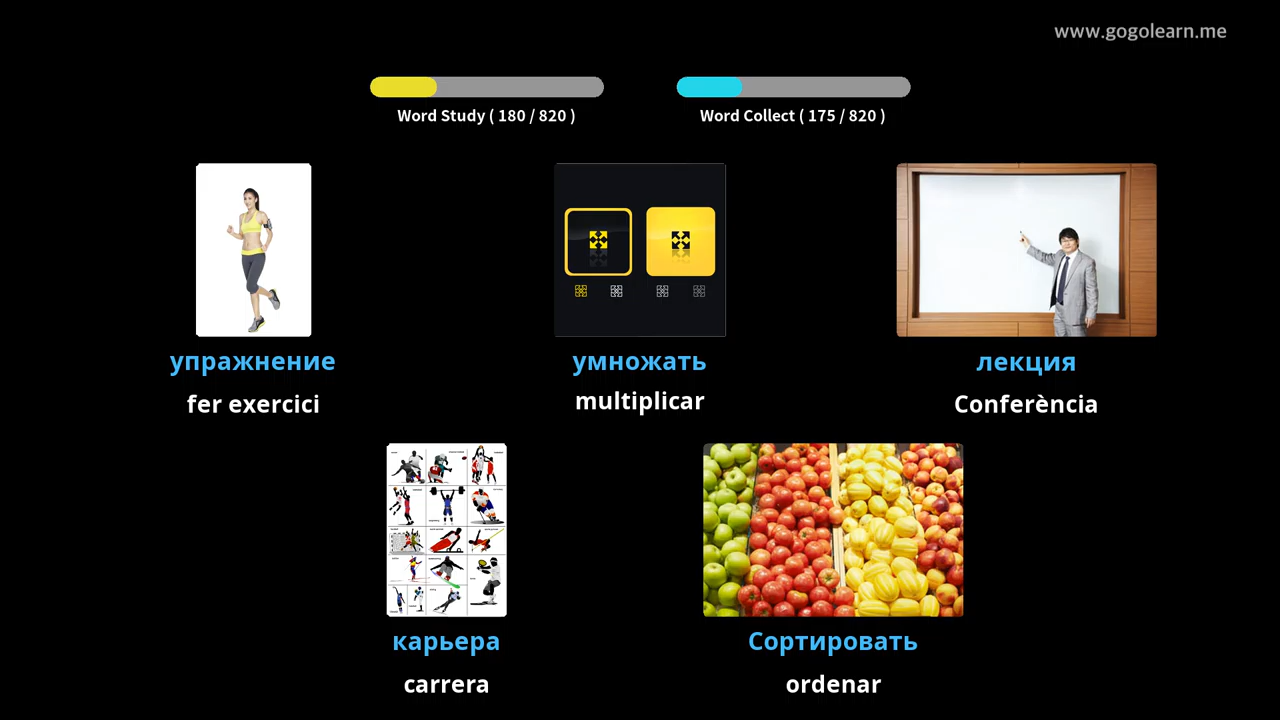 www.gogolearn.me
Word Study ( 180 / 820 )
Word Collect ( 175 / 820 )
упражнение
fer exercici
умножать
multiplicar
лекция
Conferència
карьера
carrera
Сортировать
ordenar